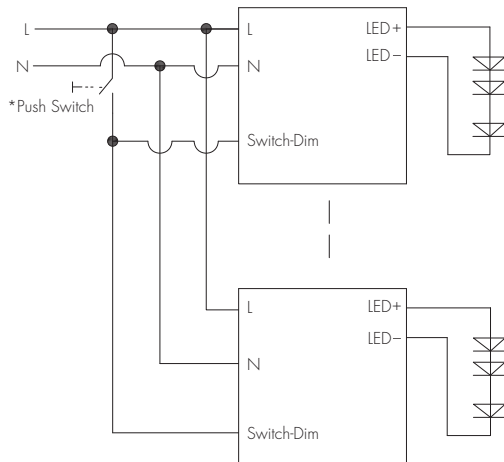 L
N
*Push Switch
L
N
Switch-Dim
LED+
LED–
L
N
Switch-Dim
LED+
LED–